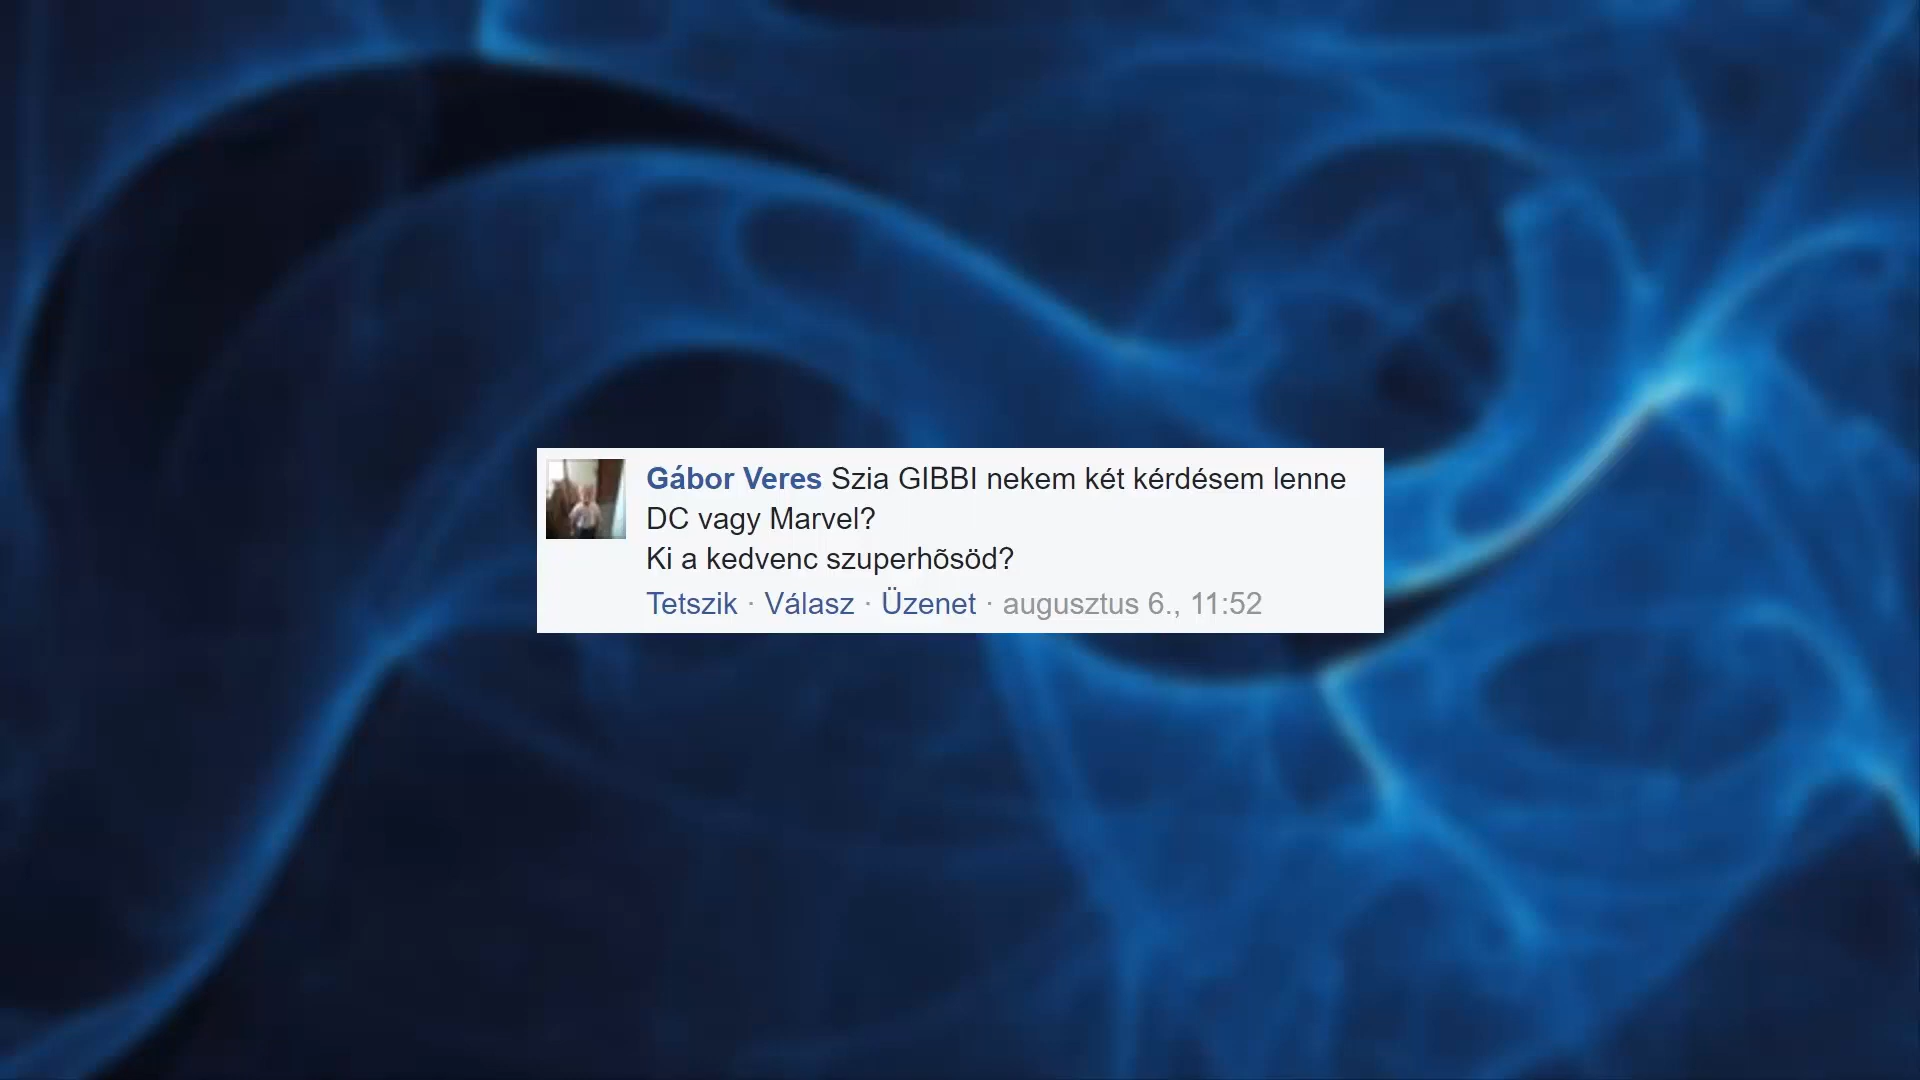 Gábor Veres Szia GIBBI nekem két kérdésem lenne
DC vagy Marvel?
Ki a kedvenc szuperhõsöd?
Tetszik · Válasz · Üzenet · augusztus 6., 11:52